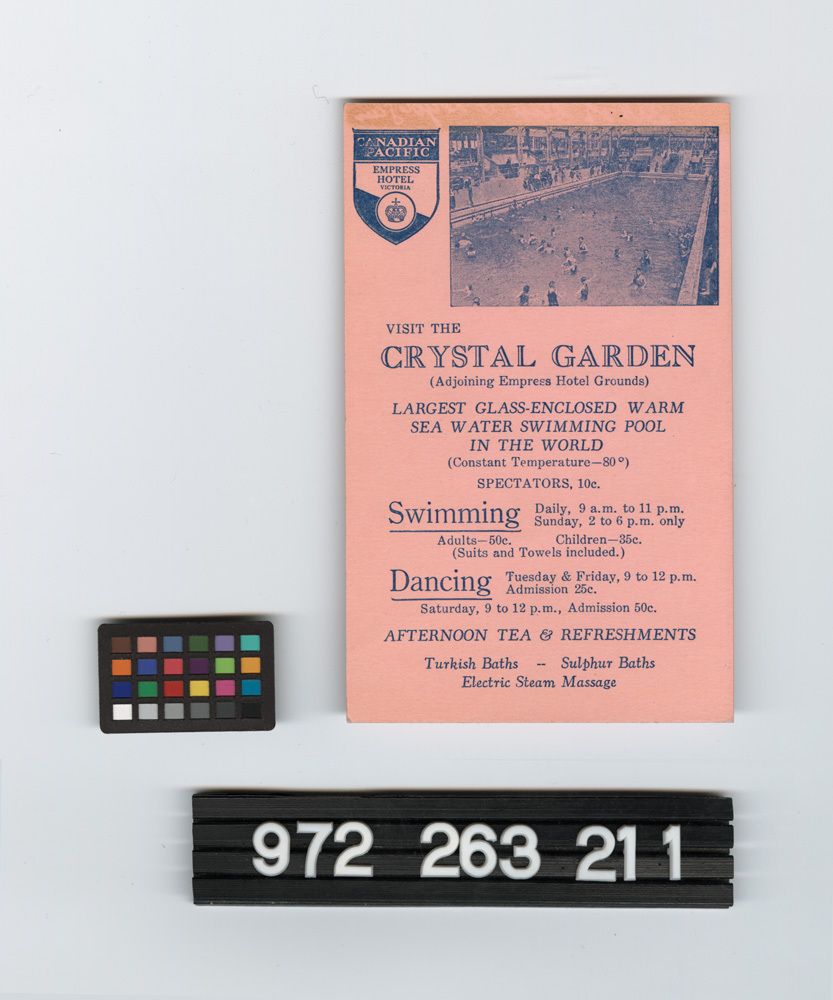 CANADIAN
PACIFIC
EMPRESS
HOTEL
VICTORIA
VISIT THE
CRYSTAL GARDEN
(Adjoining Empress Hotel Grounds)
LARGEST GLASS-ENCLOSED WARM
SEA WATER SWIMMING POOL
IN THE WORLD
(Constant Temperature—80°)
SPECTATORS, 10c.
Swimming Daily, 9 a.m. to 11 p.m.
Sunday, 2 to 6 p.m. only
Adults—50c. Children—35c.
(Suits and Towels included.)
Dancing Tuesday & Friday, 9 to 12 p.m.
Admission 25c.
Saturday, 9 to 12 p.m., Admission 50c.
AFTERNOON TEA & REFRESHMENTS
Turkish Baths -- Sulphur Baths
Electric Steam Massage
972 263 211